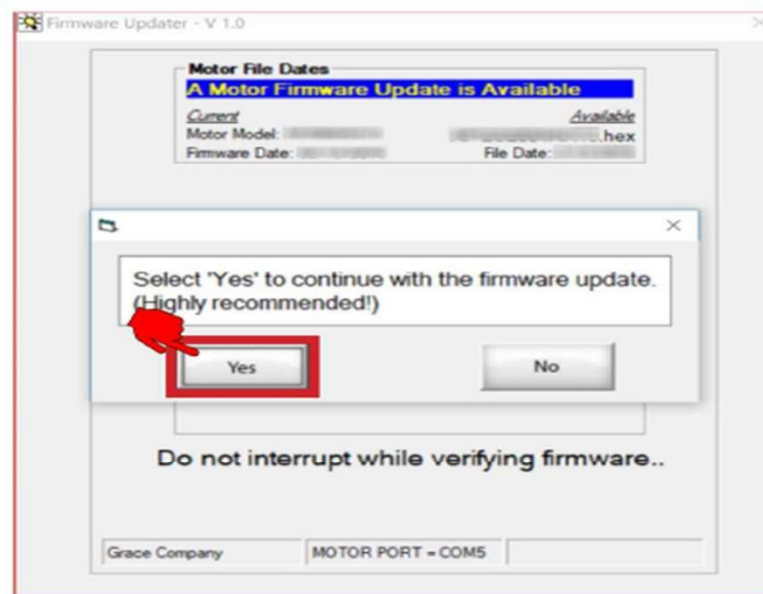 Firmware Updater - V 1.0
Motor File Dates
A Motor Firmware Update is Available
Current Available
Motor Model: .hex
Firmware Date: File Date:
Select 'Yes' to continue with the firmware update.
(Highly recommended!)
Yes No
Do not interrupt while verifying firmware..
Grace Company MOTOR PORT = COM5